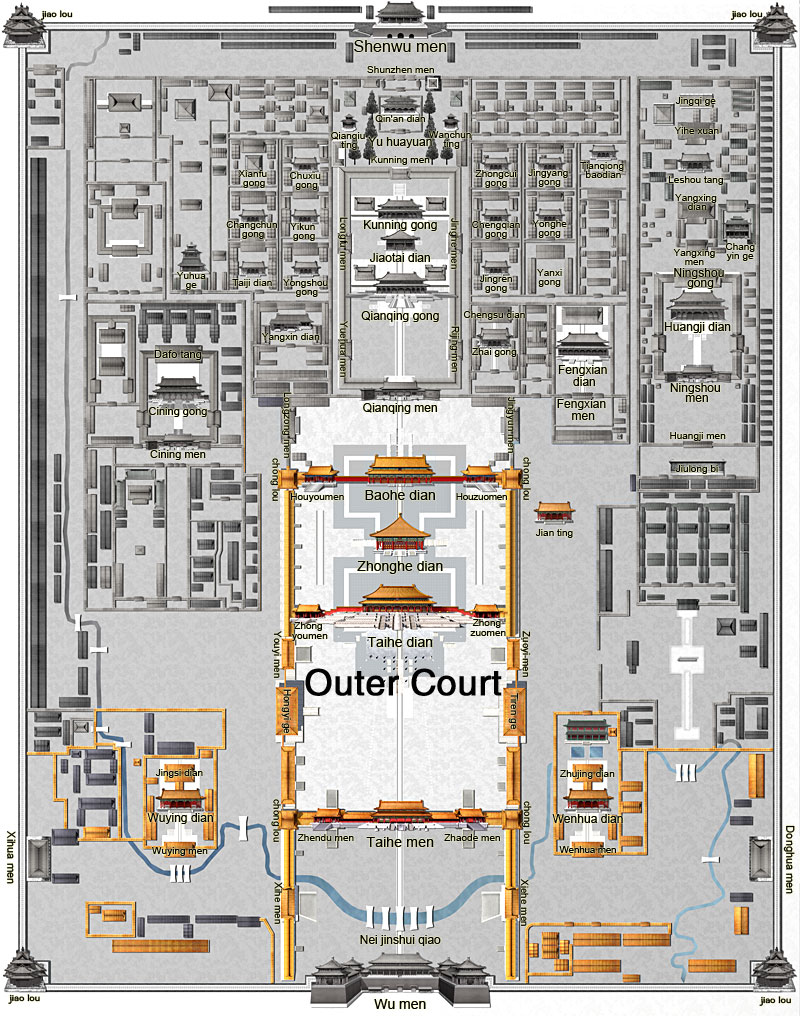 jiao lou
jiao lou
Shenwu men
Shunzhen men
Qin'an dian
Qianqiu
ting
Wanchun
ting
Yu huayuan
Kunning men
Jingqi ge
Yihe xuan
Leshou tang
Yangxing
dian
Yangxing
men
Chang
yin ge
Xianfu
gong
Chuxiu
gong
Zhongcui
gong
Jingyang
gong
Tianqiong
baodian
Changchun
gong
Yikun
gong
Longfu men
Kunning gong
Jiaotai dian
Jinghe men
Chengqian
gong
Yonghe
gong
Yuhua
ge
Taiji dian
Yongshou
gong
Qianqing gong
Jingren
gong
Yanxi
gong
Ningshou
gong
Huangji dian
Ningshou
men
Huangji men
Jiulong bi
Yangxin dian
Yuehua men
Rijing men
Chengsu dian
Zhai gong
Fengxian
dian
Fengxian
men
Dafo tang
Cining gong
Cining men
Qianqing men
Longzong men
Jingyun men
chong lou
chong lou
Houyoumen
Baohe dian
Houzuomen
Jian ting
Zhonghe dian
Zhong
youmen
Taihe dian
Zhong
zuomen
Youyi men
Zuoyi men
Outer Court
Hongyi ge
Tiren ge
Jingsi dian
Wuying dian
Wuying men
Zhujing dian
Wenhua dian
Wenhua men
chong lou
chong lou
Zhendu men
Taihe men
Zhaode men
Xihua men
Donghua men
Xihe men
Xiehe men
Nei jinshui qiao
jiao lou
Wu men
jiao lou